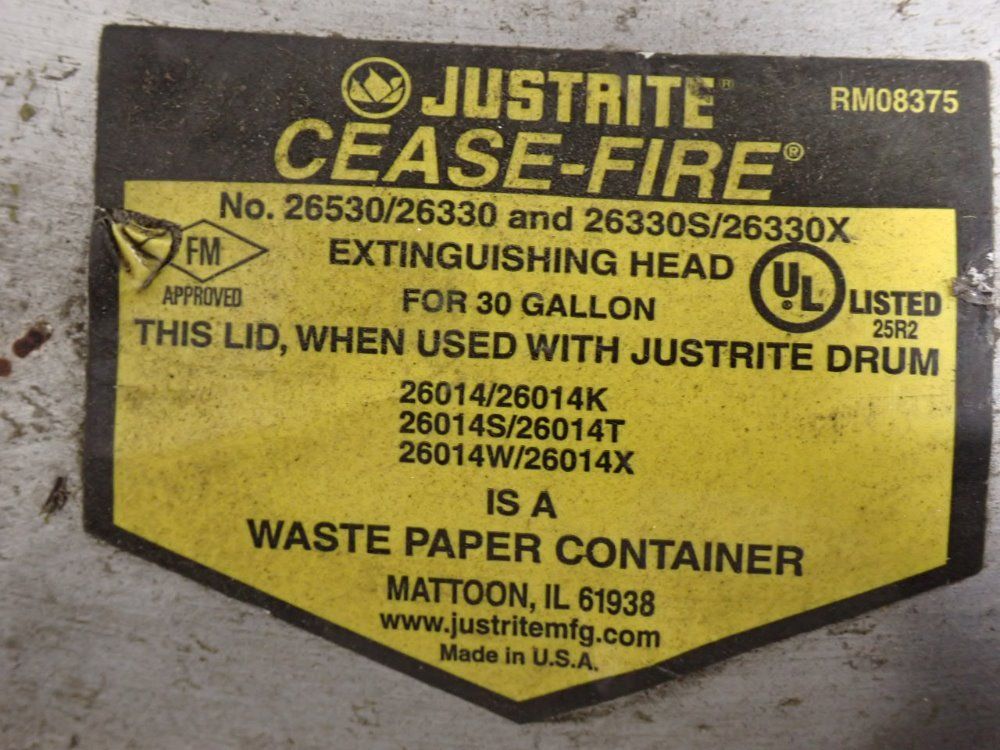 JUSTRITE®
RM08375
CEASE-FIRE®
No. 26530/26330 and 26330S/26330X
FM
APPROVED
EXTINGUISHING HEAD
FOR 30 GALLON
UL
®
LISTED
25R2
THIS LID, WHEN USED WITH JUSTRITE DRUM
26014/26014K
26014S/26014T
26014W/26014X
IS A
WASTE PAPER CONTAINER
MATTOON, IL 61938
www.justritemfg.com
Made in U.S.A.